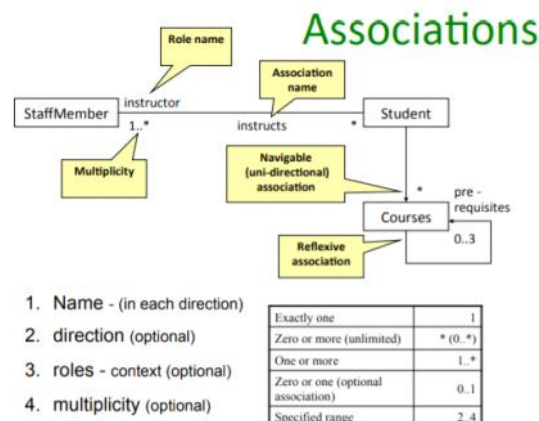 Associations
Role name
Association
name
StaffMember
instructor
1..*
instructs
*
Student
Multiplicity
Navigable
(uni-directional)
association
*
pre -
requisites
Courses
0..3
Reflexive
association
1. Name - (in each direction)
2. direction (optional)
3. roles - context (optional)
4. multiplicity (optional)
Exactly one 1
Zero or more (unlimited) * (0..*)
One or more 1..*
Zero or one (optional
association) 0..1
Specified range 2..4